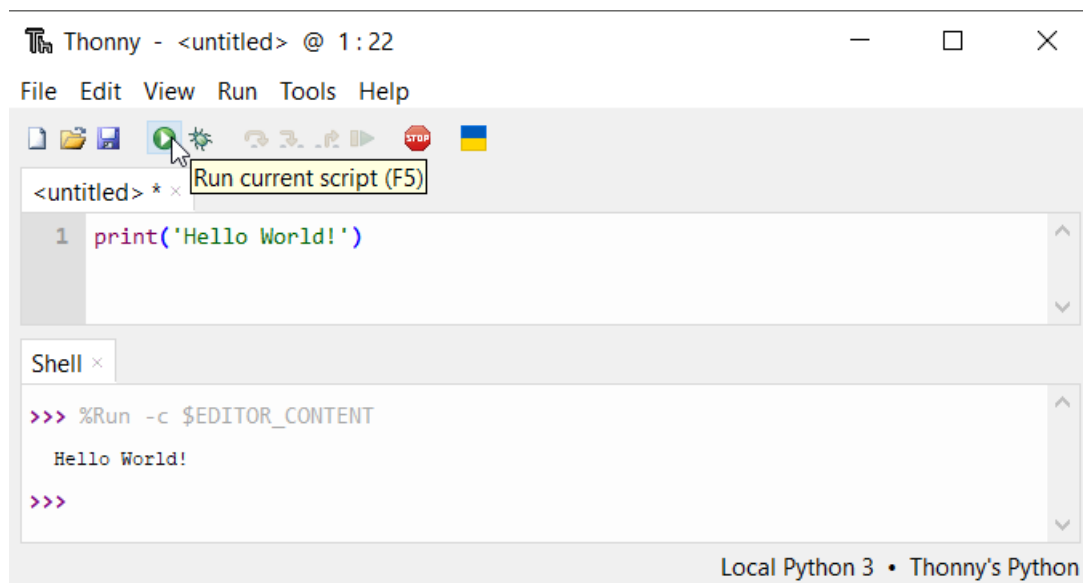 Thonny - <untitled> @ 1:22
File Edit View Run Tools Help
STOP
Run current script (F5)
<untitled> * ×
1 print('Hello World!')
Shell ×
>>> %Run -c $EDITOR_CONTENT
Hello World!
>>>
Local Python 3 • Thonny's Python